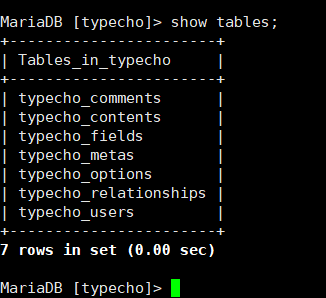 MariaDB [typecho]> show tables;
+-----------------------+
| Tables_in_typecho     |
+-----------------------+
| typecho_comments      |
| typecho_contents      |
| typecho_fields        |
| typecho_metas         |
| typecho_options       |
| typecho_relationships |
| typecho_users         |
+-----------------------+
7 rows in set (0.00 sec)
MariaDB [typecho]>